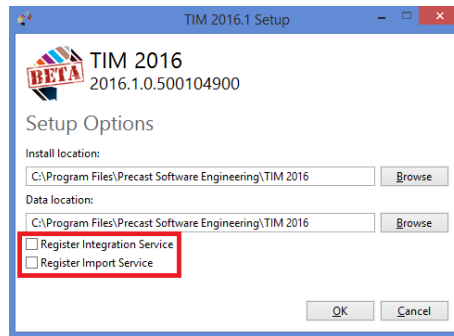 TIM 2016.1 Setup
BETA
TIM 2016
2016.1.0.500104900
Setup Options
Install location:
C:\Program Files\Precast Software Engineering\TIM 2016
Browse
Data location:
C:\Program Files\Precast Software Engineering\TIM 2016
Browse
Register Integration Service
Register Import Service
OK
Cancel